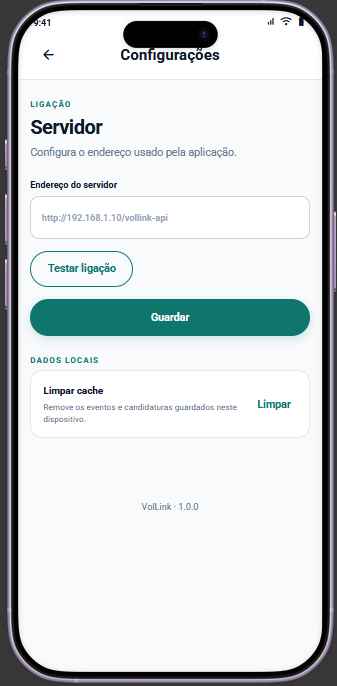 9:41
Configurações
LIGAÇÃO
Servidor
Configura o endereço usado pela aplicação.
Endereço do servidor
http://192.168.1.10/vollink-api
Testar ligação
Guardar
DADOS LOCAIS
Limpar cache
Remove os eventos e candidaturas guardados neste
dispositivo.
Limpar
VolLink · 1.0.0